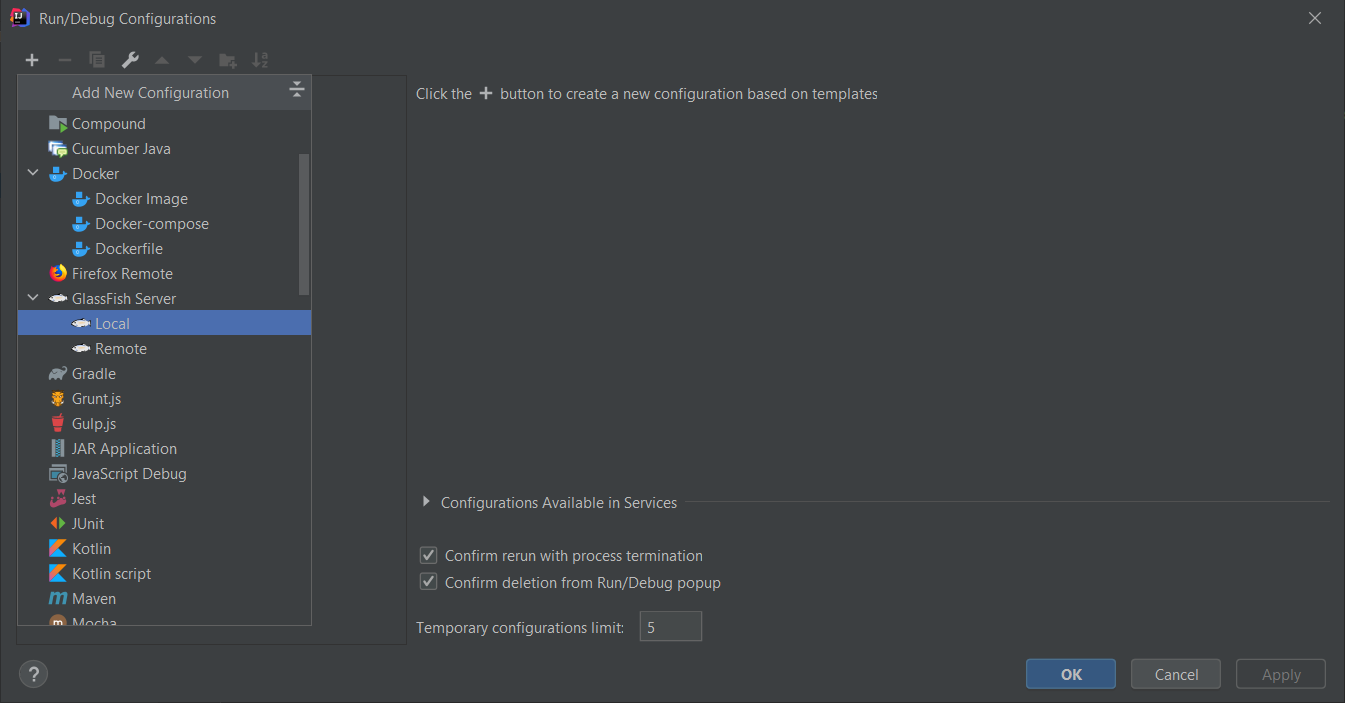 Run/Debug Configurations
Add New Configuration
Click the + button to create a new configuration based on templates
Compound
Cucumber Java
Docker
Docker Image
Docker-compose
Dockerfile
Firefox Remote
GlassFish Server
Local
Remote
Gradle
Grunt.js
Gulp.js
JAR Application
JavaScript Debug
Jest
JUnit
Kotlin
Kotlin script
Maven
Mocha
Configurations Available in Services
Confirm rerun with process termination
Confirm deletion from Run/Debug popup
Temporary configurations limit: 5
?
OK Cancel Apply